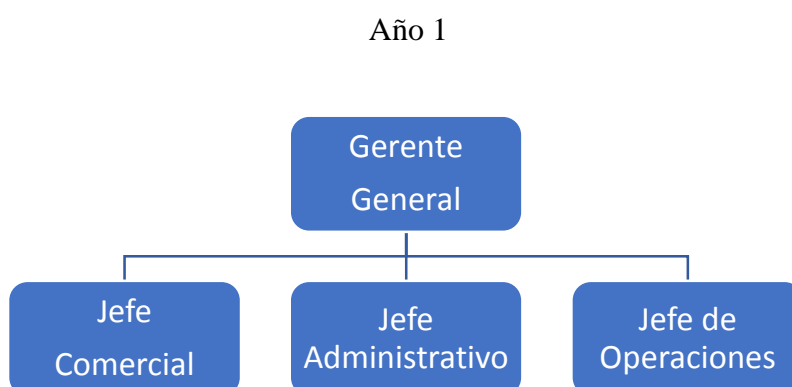 Año 1
Gerente
General
Jefe
Comercial
Jefe
Administrativo
Jefe de
Operaciones